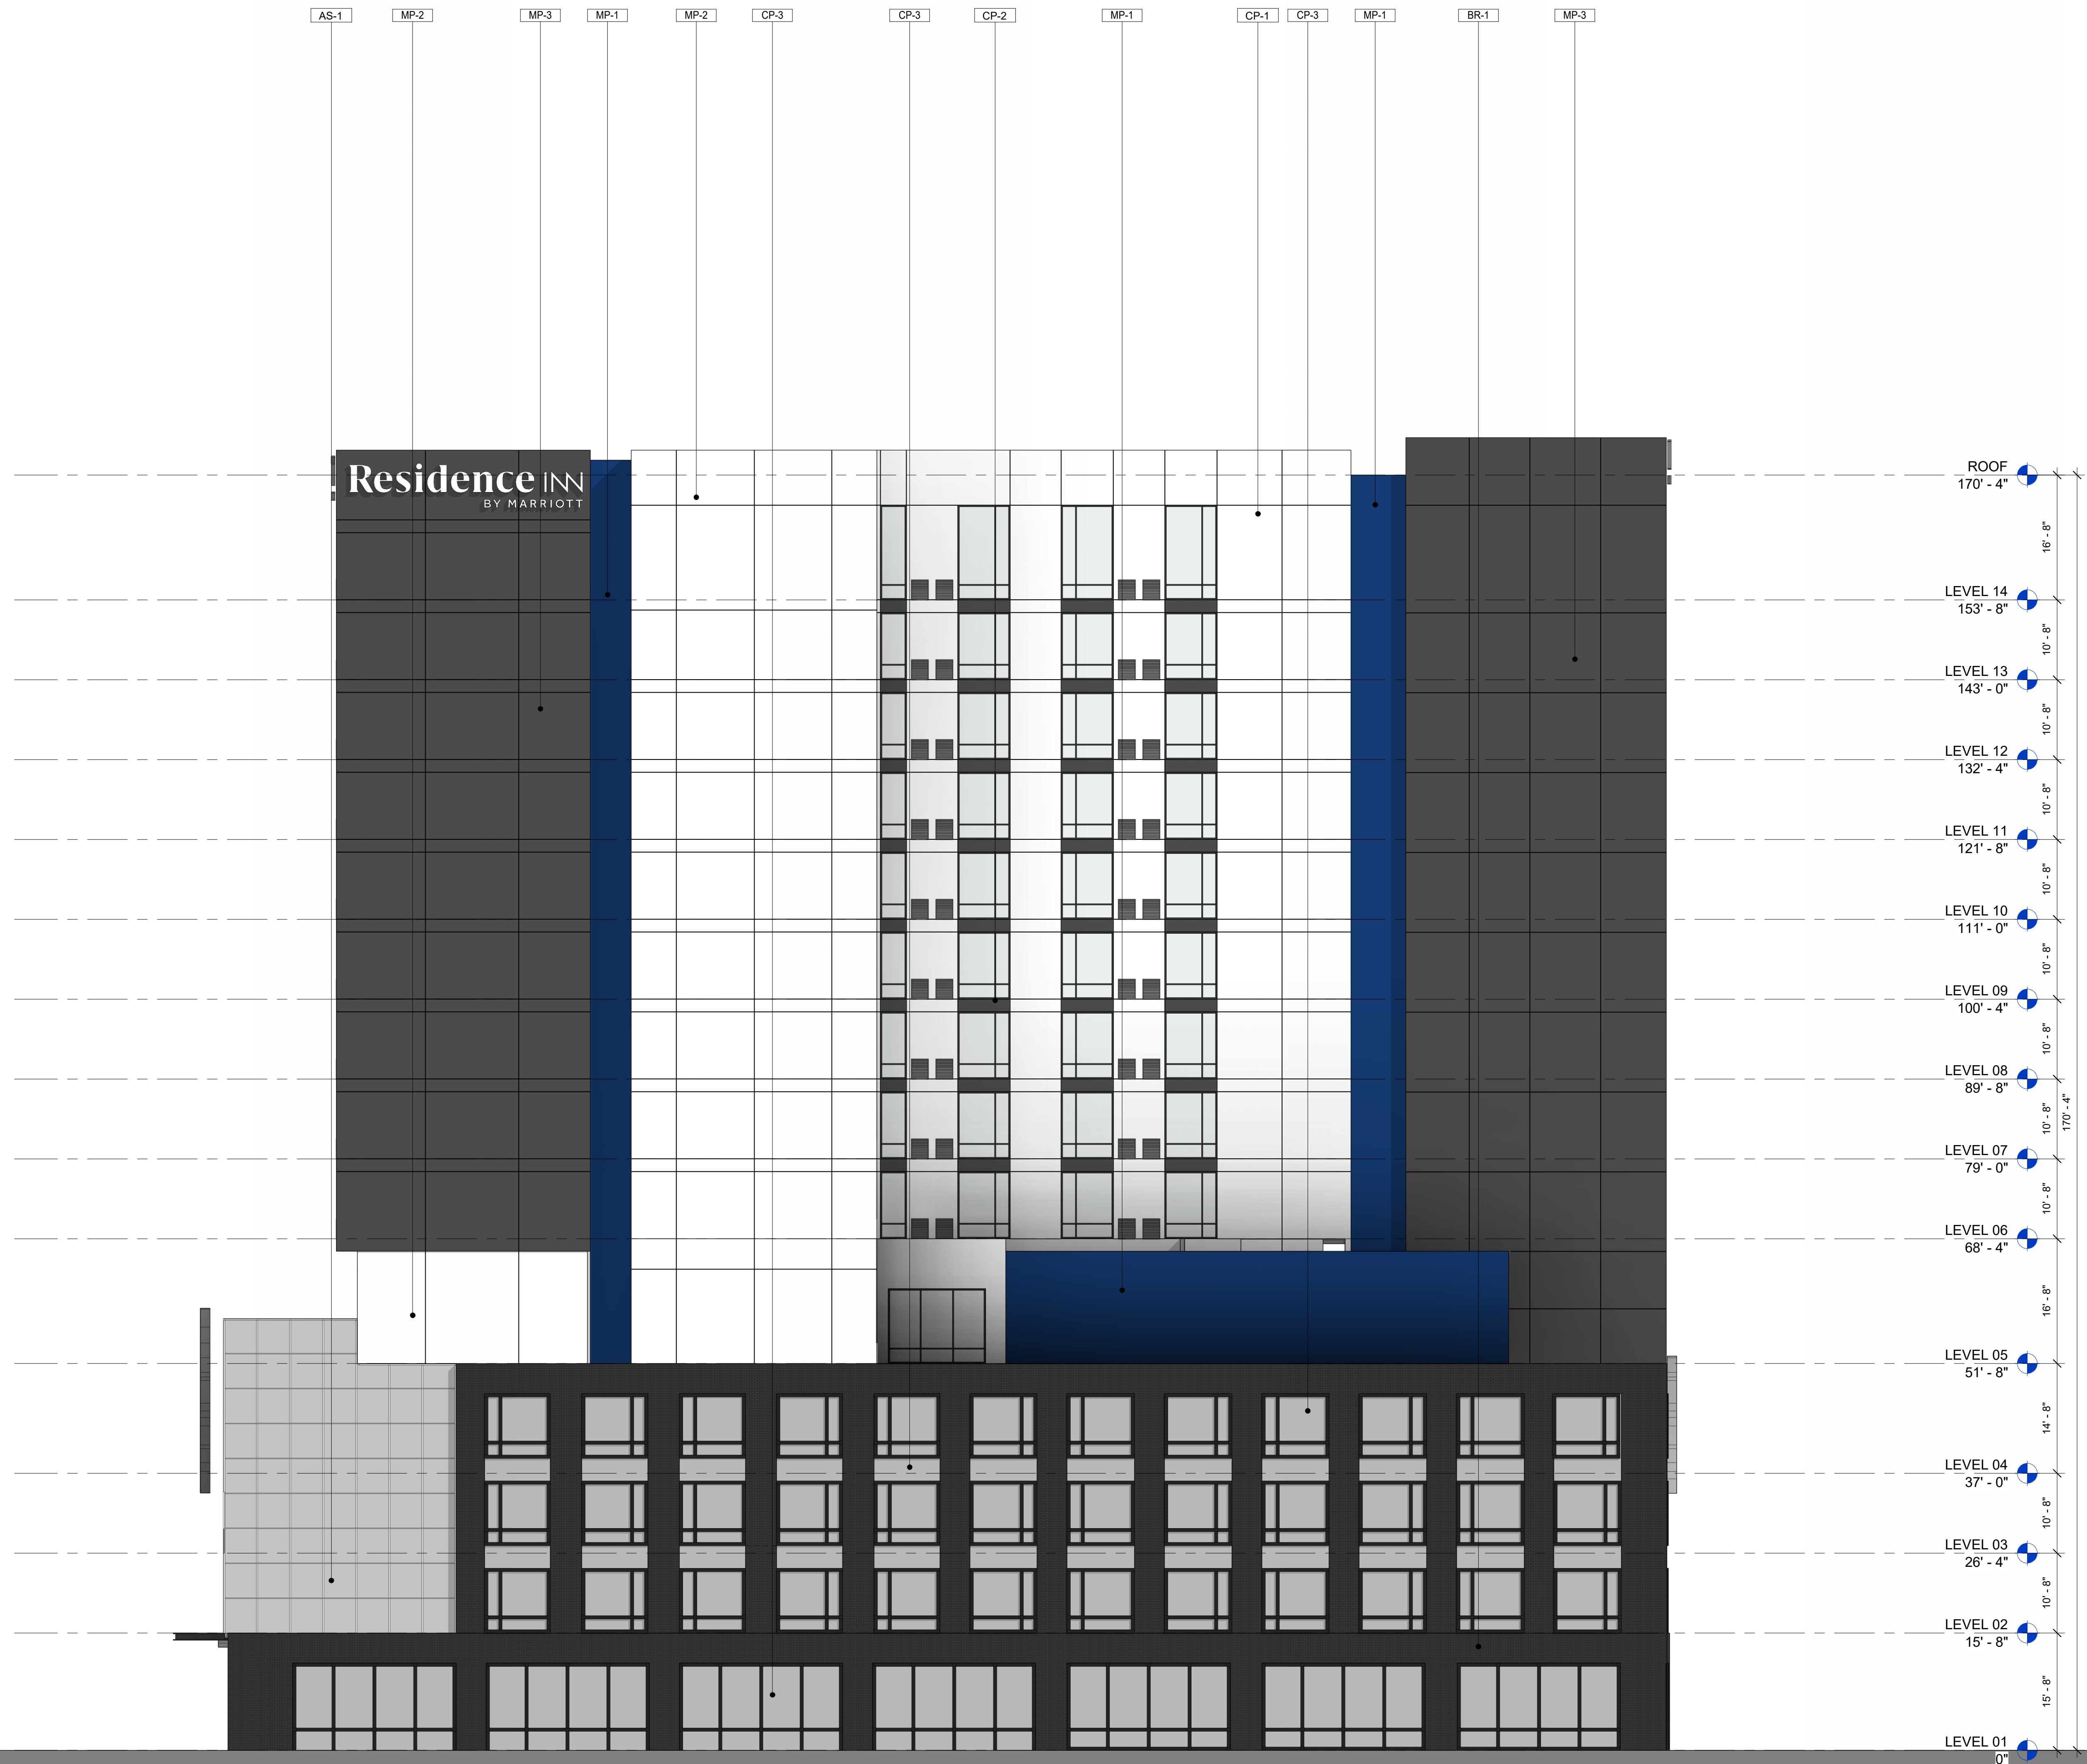 AS-1 MP-2 MP-3 MP-1 MP-2 CP-3 CP-3 CP-2 MP-1 CP-1 CP-3 MP-1 BR-1 MP-3
Residence INN
BY MARRIOTT
ROOF
170' - 4"
16' - 8"
LEVEL 14
153' - 8"
10' - 8"
LEVEL 13
143' - 0"
10' - 8"
LEVEL 12
132' - 4"
10' - 8"
LEVEL 11
121' - 8"
10' - 8"
LEVEL 10
111' - 0"
10' - 8"
LEVEL 09
100' - 4"
10' - 8"
LEVEL 08
89' - 8"
10' - 8"
170' - 4"
LEVEL 07
79' - 0"
10' - 8"
LEVEL 06
68' - 4"
16' - 8"
LEVEL 05
51' - 8"
14' - 8"
LEVEL 04
37' - 0"
10' - 8"
LEVEL 03
26' - 4"
10' - 8"
LEVEL 02
15' - 8"
15' - 8"
LEVEL 01
0"